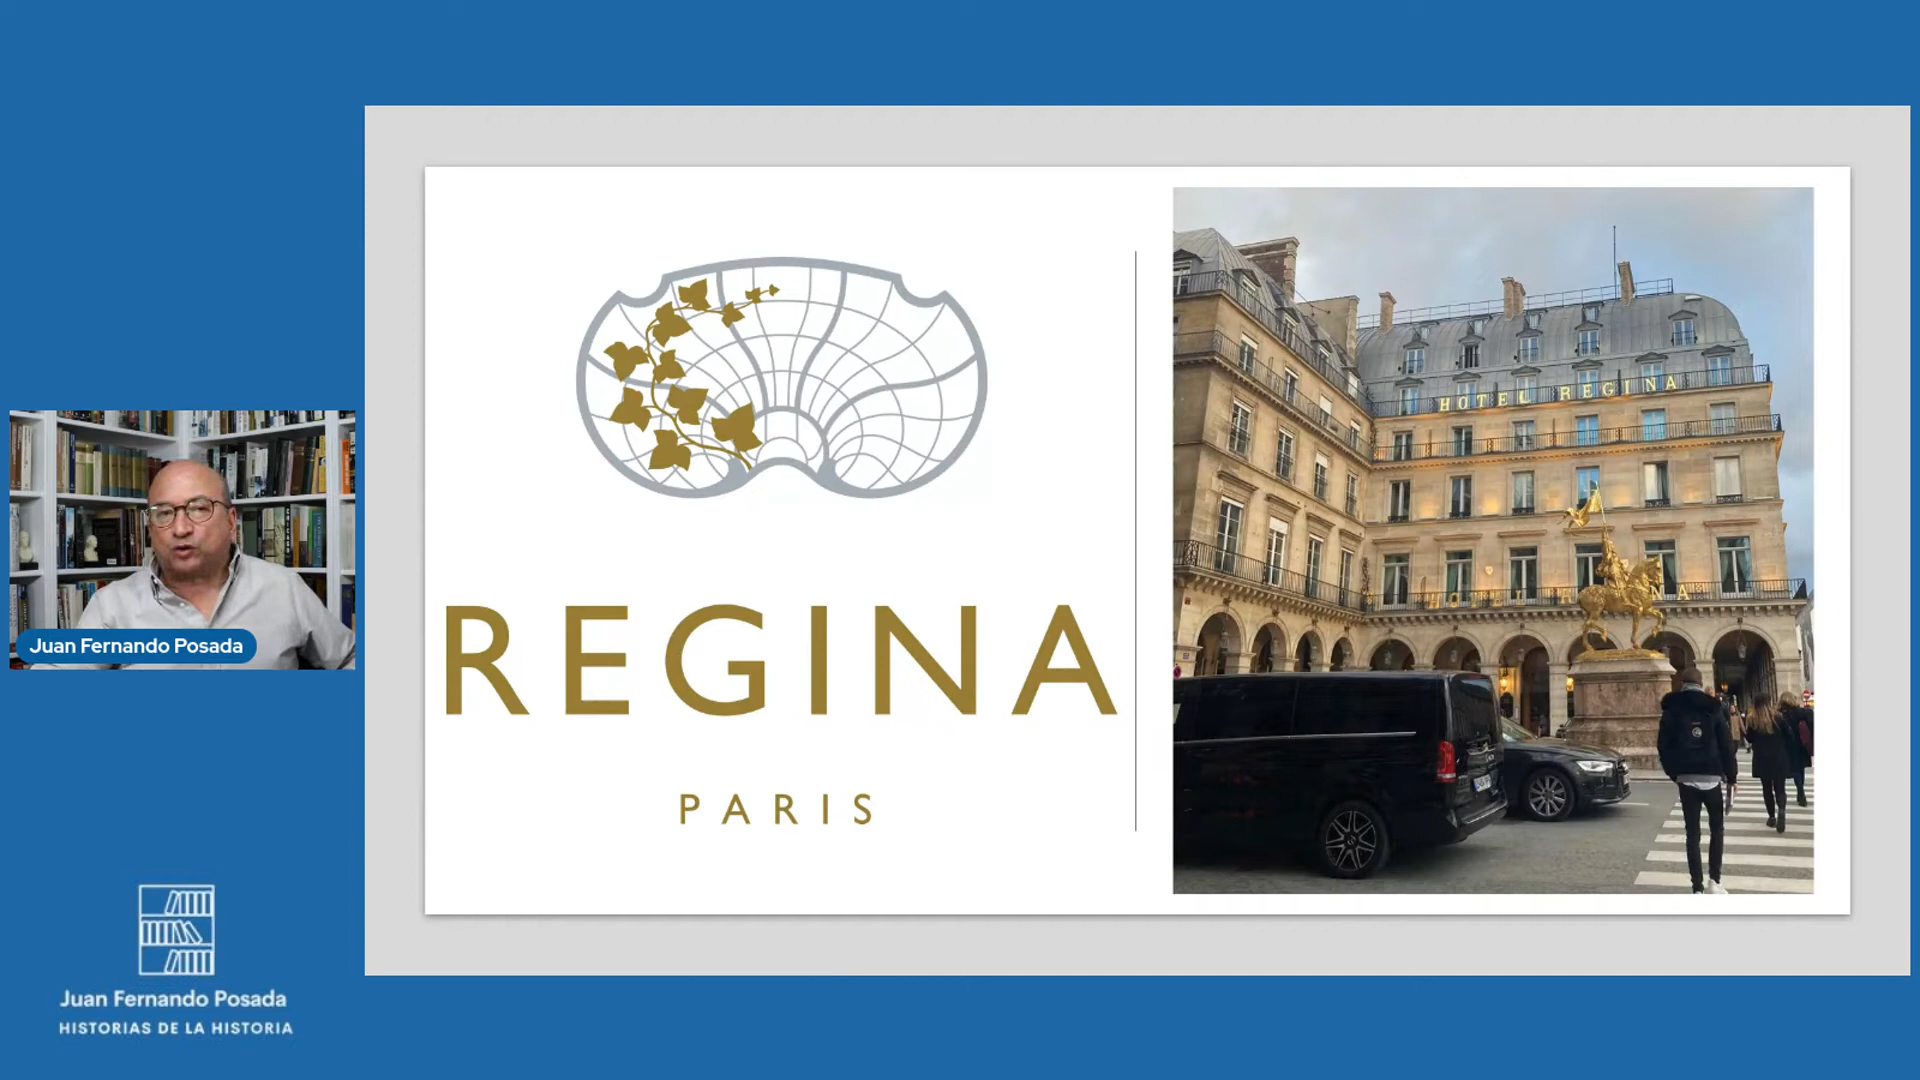 Juan Fernando Posada
Juan Fernando Posada
HISTORIAS DE LA HISTORIA
REGINA
PARIS
HOTEL REGINA